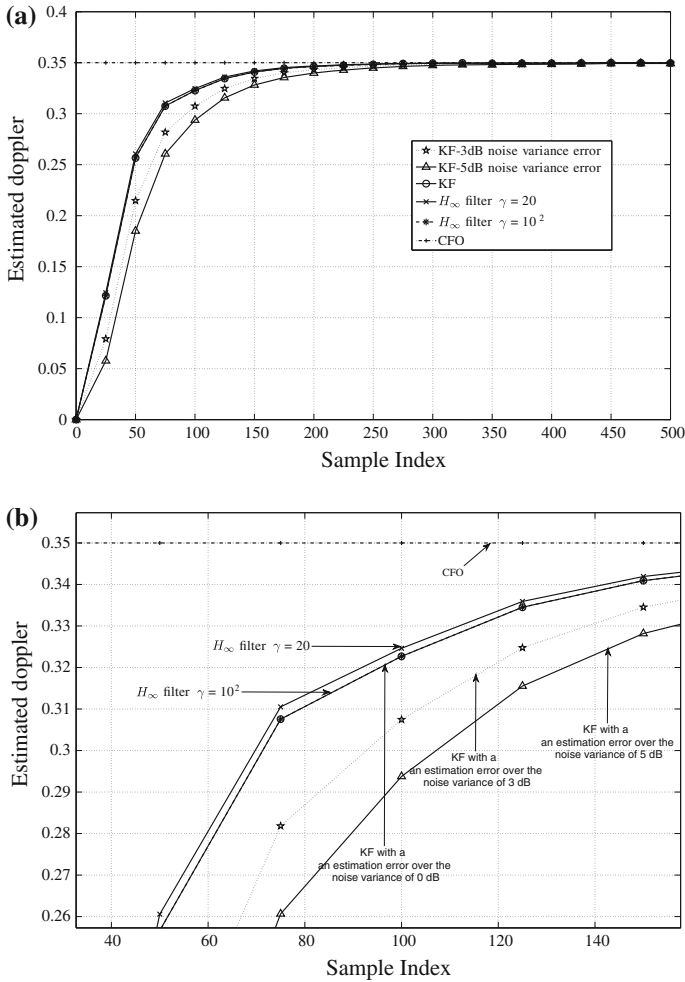 (a)
0.4
0.35
0.3
0.25
0.2
0.15
0.1
0.05
0
Estimated doppler
KF-3dB noise variance error
KF-5dB noise variance error
KF
H∞ filter γ = 20
H∞ filter γ = 10²
CFO
0 50 100 150 200 250 300 350 400 450 500
Sample Index
(b)
0.35
0.34
0.33
0.32
0.31
0.3
0.29
0.28
0.27
0.26
Estimated doppler
CFO
H∞ filter γ = 20
H∞ filter γ = 10²
KF with a
an estimation error over the
noise variance of 5 dB
KF with a
an estimation error over the
noise variance of 3 dB
KF with a
an estimation error over the
noise variance of 0 dB
40 60 80 100 120 140
Sample Index